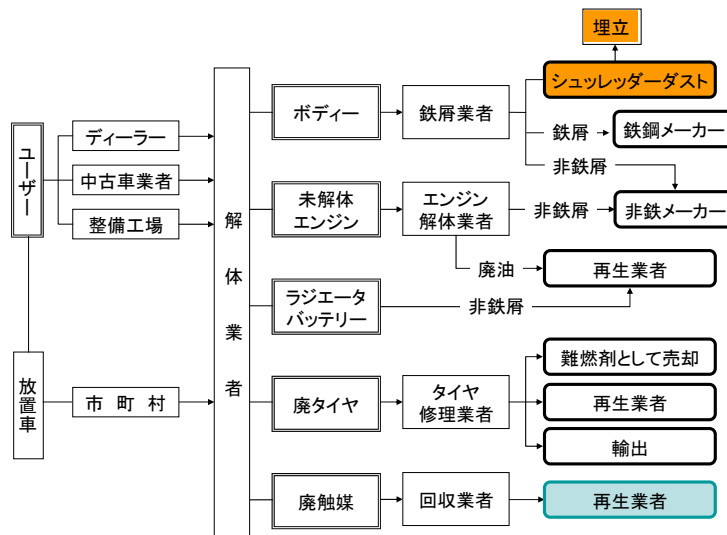 埋立
シュッレッダーダスト
ボディー
鉄屑業者
鉄屑
鉄鋼メーカー
非鉄屑
ユーザー
ディーラー
中古車業者
整備工場
解体業者
未解体
エンジン
エンジン
解体業者
非鉄屑
非鉄メーカー
廃油
再生業者
ラジエータ
バッテリー
非鉄屑
放置車
市町村
廃タイヤ
タイヤ
修理業者
難燃剤として売却
再生業者
輸出
廃触媒
回収業者
再生業者